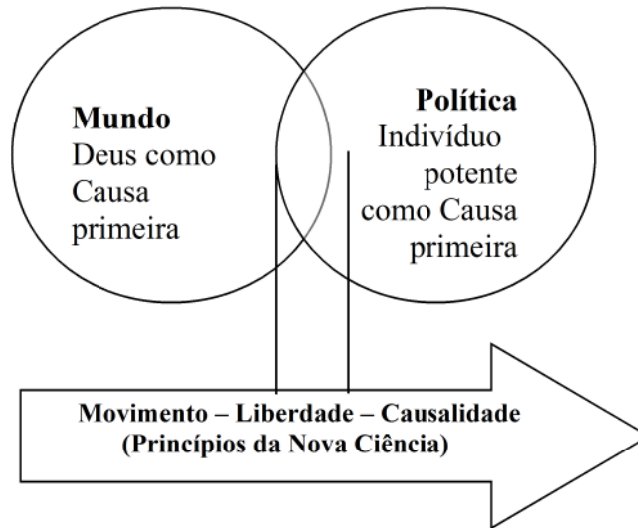 Mundo
Deus como
Causa
primeira
Política
Indivíduo
potente
como Causa
primeira
Movimento – Liberdade – Causalidade
(Princípios da Nova Ciência)